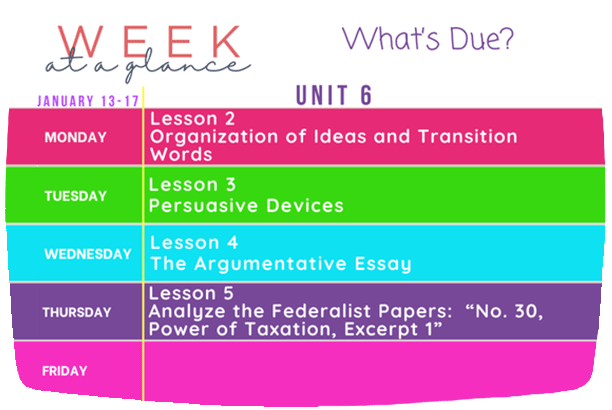 WEEK
at a glance
What's Due?
JANUARY 13-17
UNIT 6
MONDAY
Lesson 2
Organization of Ideas and Transition
Words
TUESDAY
Lesson 3
Persuasive Devices
WEDNESDAY
Lesson 4
The Argumentative Essay
THURSDAY
Lesson 5
Analyze the Federalist Papers: “No. 30,
Power of Taxation, Excerpt 1”
FRIDAY